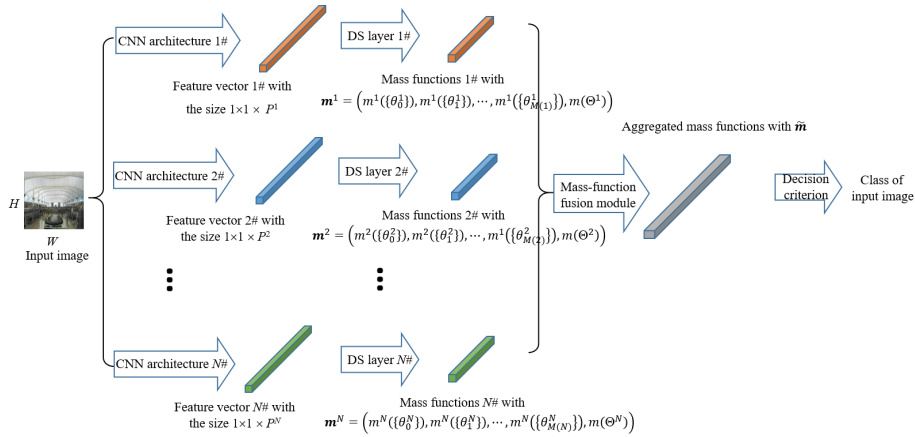 CNN architecture 1#
DS layer 1#
Feature vector 1# with
the size 1×1× P¹
Mass functions 1# with
𝒎¹ = (m¹({θ₀¹}), m¹({θ₁¹}), ⋯, m¹({θ¹_M(1)}), m(Θ¹))
Aggregated mass functions with 𝒎̃
CNN architecture 2#
DS layer 2#
Feature vector 2# with
the size 1×1× P²
Mass functions 2# with
𝒎² = (m²({θ₀²}), m²({θ₁²}), ⋯, m¹({θ²_M(2)}), m(Θ²))
Mass-function
fusion module
Decision
criterion
Class of
input image
H
W
Input image
CNN architecture N#
DS layer N#
Feature vector N# with
the size 1×1× Pᴺ
Mass functions N# with
𝒎ᴺ = (mᴺ({θ₀ᴺ}), mᴺ({θ₁ᴺ}), ⋯, mᴺ({θᴺ_M(N)}), m(Θᴺ))